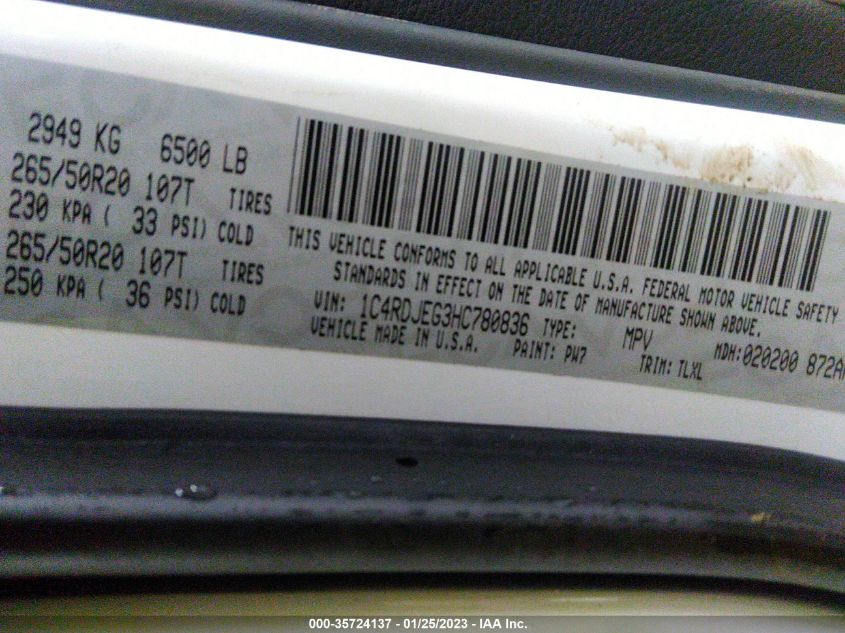 2949 KG 6500 LB
265/50R20 107T TIRES
230 KPA ( 33 PSI) COLD
265/50R20 107T TIRES
250 KPA ( 36 PSI) COLD
THIS VEHICLE CONFORMS TO ALL APPLICABLE U.S.A. FEDERAL MOTOR VEHICLE SAFETY
STANDARDS IN EFFECT ON THE DATE OF MANUFACTURE SHOWN ABOVE.
VIN: 1C4RDJEG3HC780836 TYPE: MPV MDH:020200 872AA
VEHICLE MADE IN U.S.A. PAINT: PW7 TRIM: TLXL
000-35724137 - 01/25/2023 - IAA Inc.